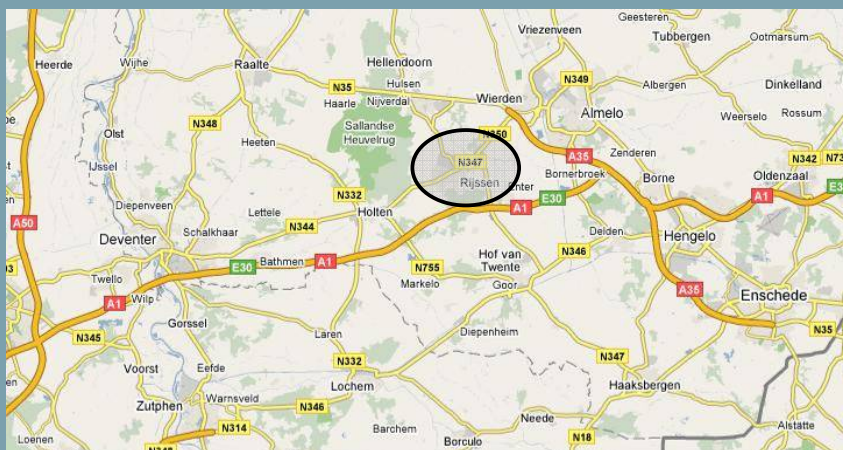 Geesteren
Ootmarsum
Vriezenveen
Tubbergen
Heerde
Wijhe
Raalte
Hellendoorn
Hulsen
N349
N35
Nijverdal
Wierden
Albergen
Dinkelland
Haarle
Almelo
Weerselo
Rossum
N348
Sallandse
Heuvelrug
Olst
N350
Heeten
A35
Zenderen
N342
N73
N347
IJssel
Bornerbroek
Borne
Oldenzaal
Rijssen
Enter
N332
E30
A1
Diepenveen
Lettele
Holten
A1
A50
N344
Schalkhaar
Delden
Deventer
Hengelo
Hof van
Twente
N346
Bathmen
A1
E30
N755
Twello
Markelo
Goor
A35
Enschede
A1
Wilp
Gorssel
N35
Laren
Diepenheim
N345
N332
N347
Voorst
Eefde
Lochem
Haaksbergen
Warnsveld
Zutphen
N346
Neede
N314
Alstätte
Barchem
Loenen
Borculo
N18